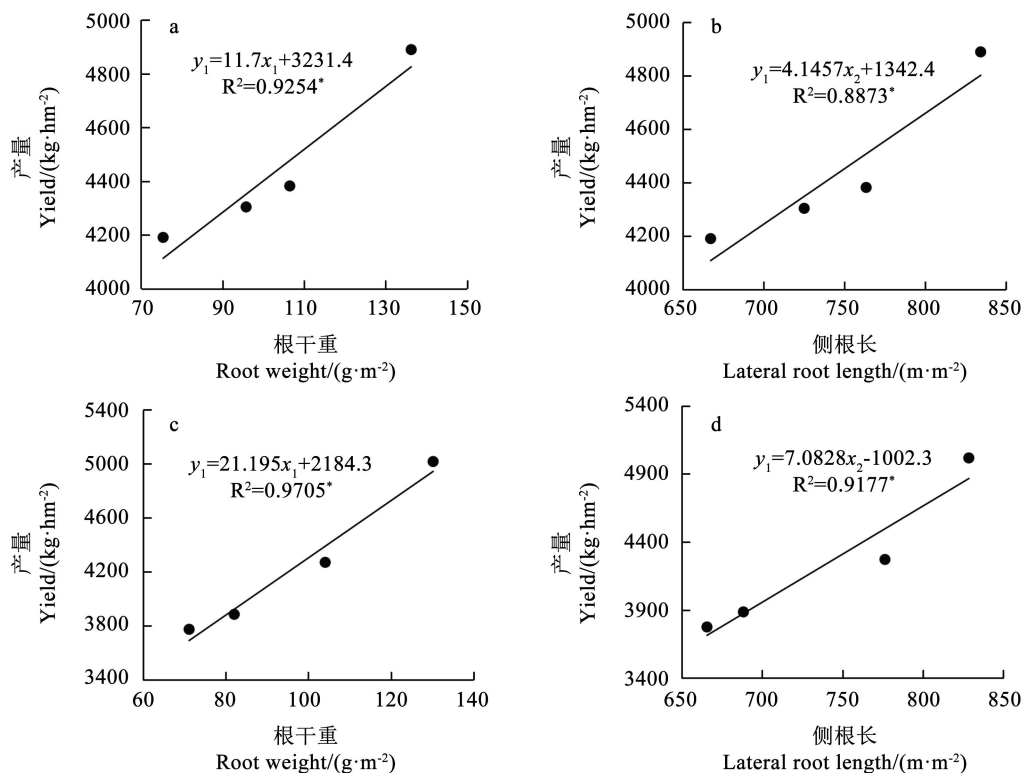 a
y₁=11.7x₁+3231.4
R²=0.9254*
5000
4800
4600
4400
4200
4000
产量
Yield/(kg·hm⁻²)
70
90
110
130
150
根干重
Root weight/(g·m⁻²)
b
y₁=4.1457x₂+1342.4
R²=0.8873*
5000
4800
4600
4400
4200
4000
产量
Yield/(kg·hm⁻²)
650
700
750
800
850
侧根长
Lateral root length/(m·m⁻²)
c
y₁=21.195x₁+2184.3
R²=0.9705*
5400
5000
4600
4200
3800
3400
产量
Yield/(kg·hm⁻²)
60
80
100
120
140
根干重
Root weight/(g·m⁻²)
d
y₁=7.0828x₂-1002.3
R²=0.9177*
5400
4900
4400
3900
3400
产量
Yield/(kg·hm⁻²)
650
700
750
800
850
侧根长
Lateral root length/(m·m⁻²)